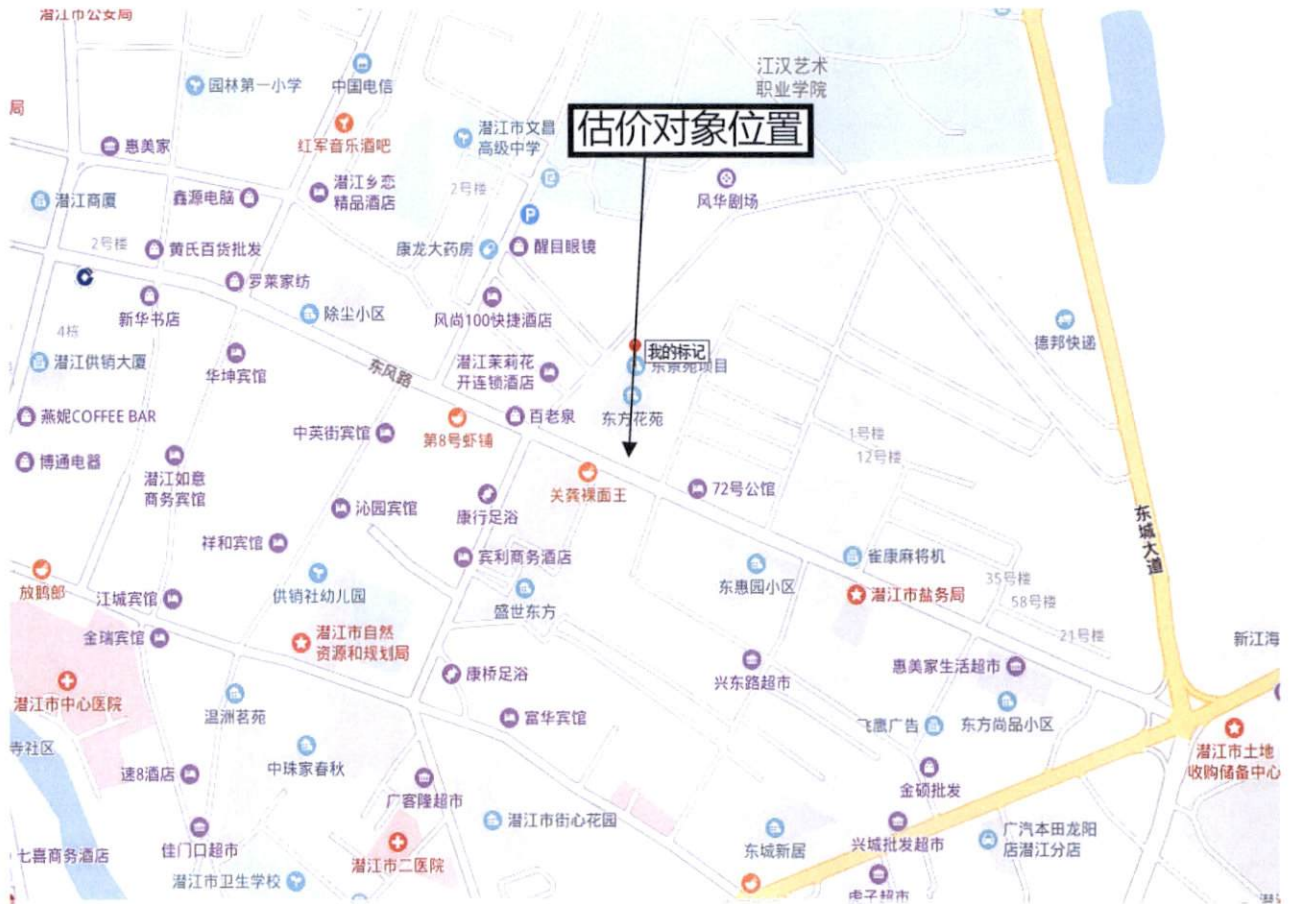 潜江市公安局
江汉艺术
职业学院
园林第一小学
中国电信
局
估价对象位置
红军音乐酒吧
潜江市文昌
高级中学
惠美家
2号楼
潜江乡恋
精品酒店
鑫源电脑
潜江商厦
风华剧场
P
2号楼
黄氏百货批发
康龙大药房
醒目眼镜
罗莱家纺
新华书店
除尘小区
风尚100快捷酒店
4栋
德邦快递
我的标记
东景苑项目
潜江供销大厦
华坤宾馆
东风路
潜江茉莉花
开连锁酒店
东方花苑
燕妮COFFEE BAR
百老泉
中英街宾馆
第8号虾铺
1号楼
12号楼
博通电器
潜江如意
商务宾馆
关龚裸面王
72号公馆
沁园宾馆
康行足浴
东城大道
祥和宾馆
宾利商务酒店
雀康麻将机
放鹞郎
江城宾馆
供销社幼儿园
盛世东方
东惠园小区
潜江市盐务局
35号楼
58号楼
金瑞宾馆
潜江市自然
资源和规划局
21号楼
新江海
康桥足浴
兴东路超市
惠美家生活超市
潜江市中心医院
温洲茗苑
富华宾馆
飞鹰广告
东方尚品小区
寺社区
中珠家春秋
潜江市土地
收购储备中心
速8酒店
广客隆超市
金硕批发
潜江市街心花园
广汽本田龙阳
店潜江分店
七喜商务酒店
佳门口超市
潜江市二医院
东城新居
兴城批发超市
潜江市卫生学校
虎子超市